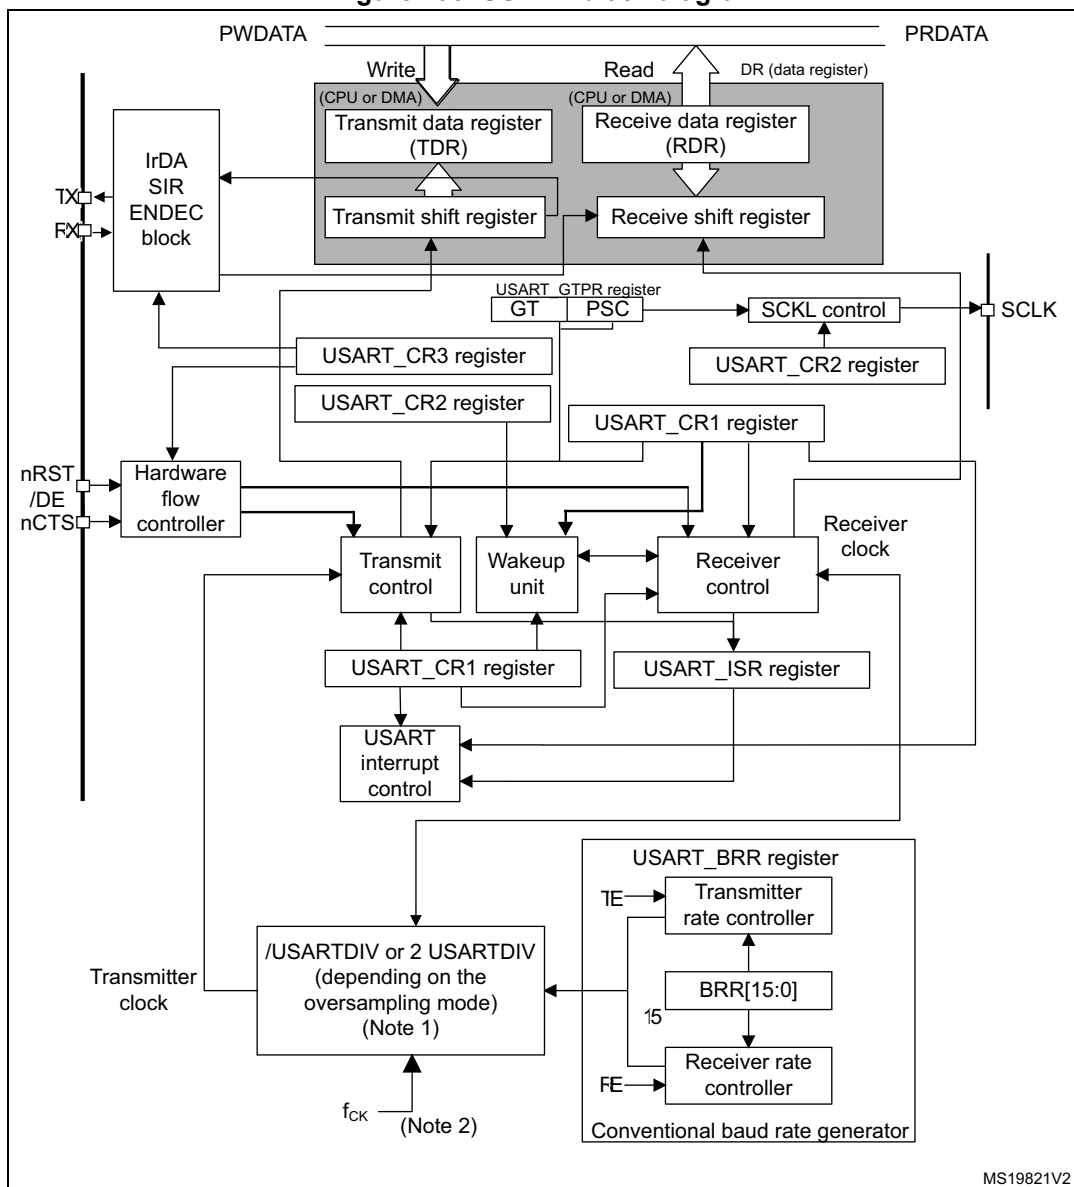 PWDATA
PRDATA
Write
Read
DR (data register)
(CPU or DMA)
(CPU or DMA)
Transmit data register
(TDR)
Receive data register
(RDR)
IrDA
SIR
ENDEC
block
TX
RX
Transmit shift register
Receive shift register
USART_GTPR register
GT
PSC
SCKL control
SCLK
USART_CR3 register
USART_CR2 register
USART_CR2 register
USART_CR1 register
nRST
/DE
nCTS
Hardware
flow
controller
Receiver
clock
Transmit
control
Wakeup
unit
Receiver
control
USART_CR1 register
USART_ISR register
USART
interrupt
control
USART_BRR register
TE
Transmitter
rate controller
/USARTDIV or 2 USARTDIV
(depending on the
oversampling mode)
(Note 1)
Transmitter
clock
BRR[15:0]
15
Receiver rate
controller
RE
fCK
(Note 2)
Conventional baud rate generator
MS19821V2